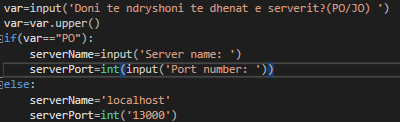 var=input('Doni te ndryshoni te dhenat e serverit?(PO/JO) ')
var=var.upper()
if(var=="PO"):
    serverName=input('Server name: ')
    serverPort=int(input('Port number: '))
else:
    serverName='localhost'
    serverPort=int('13000')